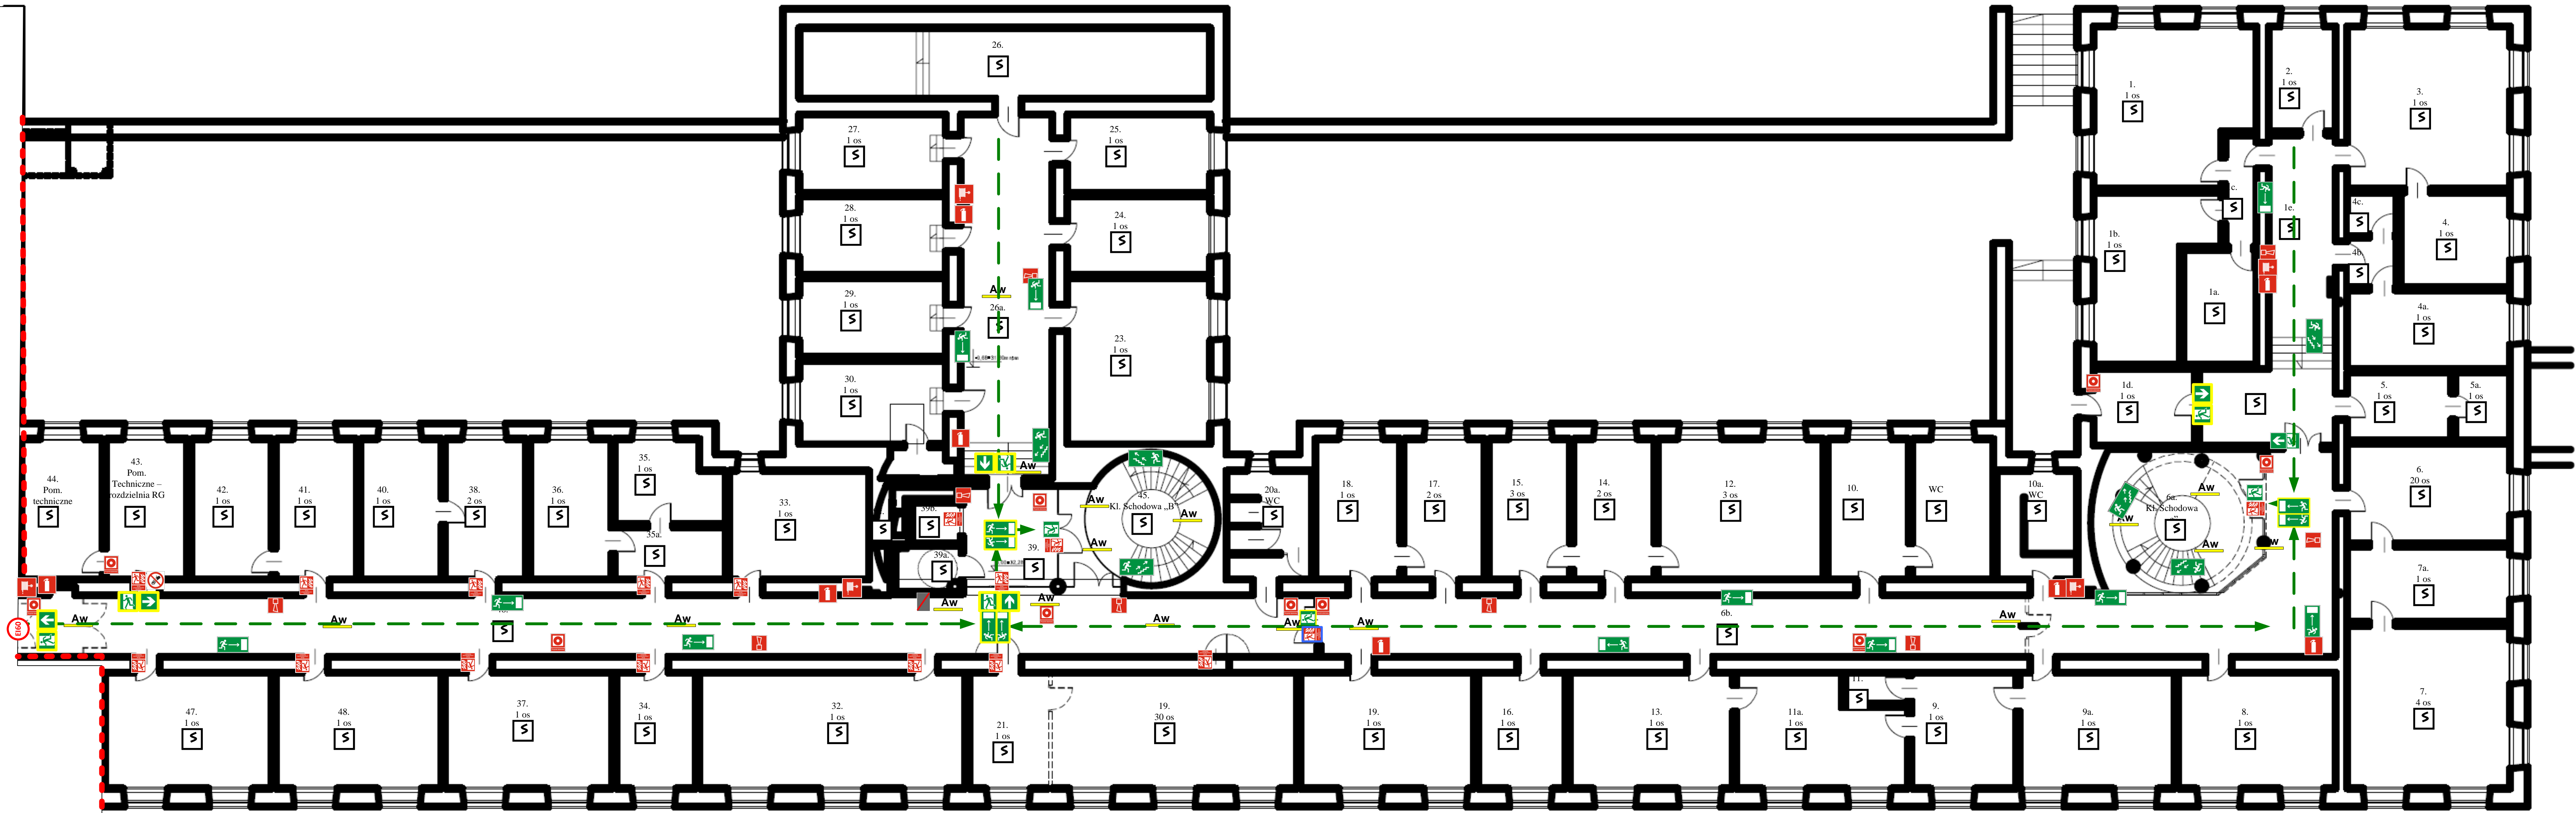 26.
S
27.
1 os
S
25.
1 os
S
28.
1 os
S
24.
1 os
S
29.
1 os
S
Aw
26a.
S
23.
1 os
S
30.
1 os
S
1.
1 os
S
2.
1 os
S
3.
1 os
S
c.
S
1e.
S
4c.
S
4.
1 os
S
1b.
1 os
S
4b.
S
1a.
S
4a.
1 os
S
1d.
1 os
S
S
5.
1 os
S
5a.
1 os
S
44.
Pom.
techniczne
S
43.
Pom.
Techniczne –
rozdzielnia RG
S
42.
1 os
S
41.
1 os
S
40.
1 os
S
38.
2 os
S
36.
1 os
S
35.
1 os
S
35a.
S
33.
1 os
S
S
39b.
S
39a.
S
39.
S
Aw
Aw
45.
Kl. Schodowa „B”
S
Aw
Aw
20a.
WC
S
18.
1 os
S
17.
2 os
S
15.
3 os
S
14.
2 os
S
12.
3 os
S
10.
S
WC
S
10a.
WC
S
6a.
Kl. Schodowa
S
Aw
Aw
Aw
Aw
6.
20 os
S
7a.
1 os
S
EI60
Aw
Aw
S
Aw
Aw
Aw
Aw
Aw
Aw
6b.
S
Aw
47.
1 os
S
48.
1 os
S
37.
1 os
S
34.
1 os
S
32.
1 os
S
21.
1 os
S
19.
30 os
S
19.
1 os
S
16.
1 os
S
13.
1 os
S
11a.
1 os
S
11.
S
9.
1 os
S
9a.
1 os
S
8.
1 os
S
7.
4 os
S